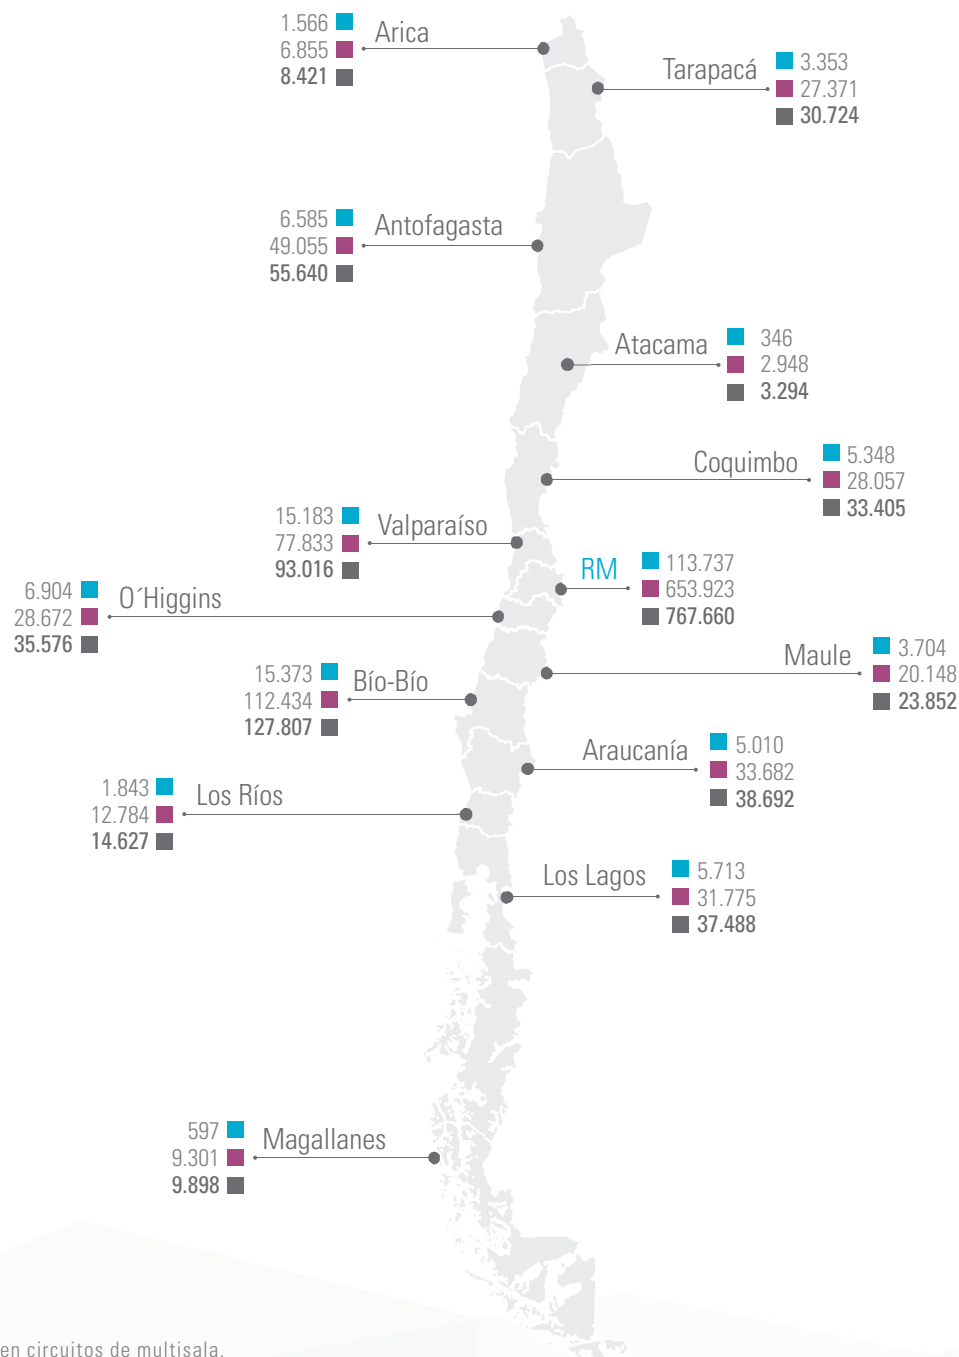 1.566
6.855
8.421
Arica
Tarapacá
3.353
27.371
30.724
6.585
49.055
55.640
Antofagasta
Atacama
346
2.948
3.294
Coquimbo
5.348
28.057
33.405
15.183
77.833
93.016
Valparaíso
RM
113.737
653.923
767.660
6.904
28.672
35.576
O´Higgins
Maule
3.704
20.148
23.852
15.373
112.434
127.807
Bío-Bío
Araucanía
5.010
33.682
38.692
1.843
12.784
14.627
Los Ríos
Los Lagos
5.713
31.775
37.488
597
9.301
9.898
Magallanes
en circuitos de multisala.